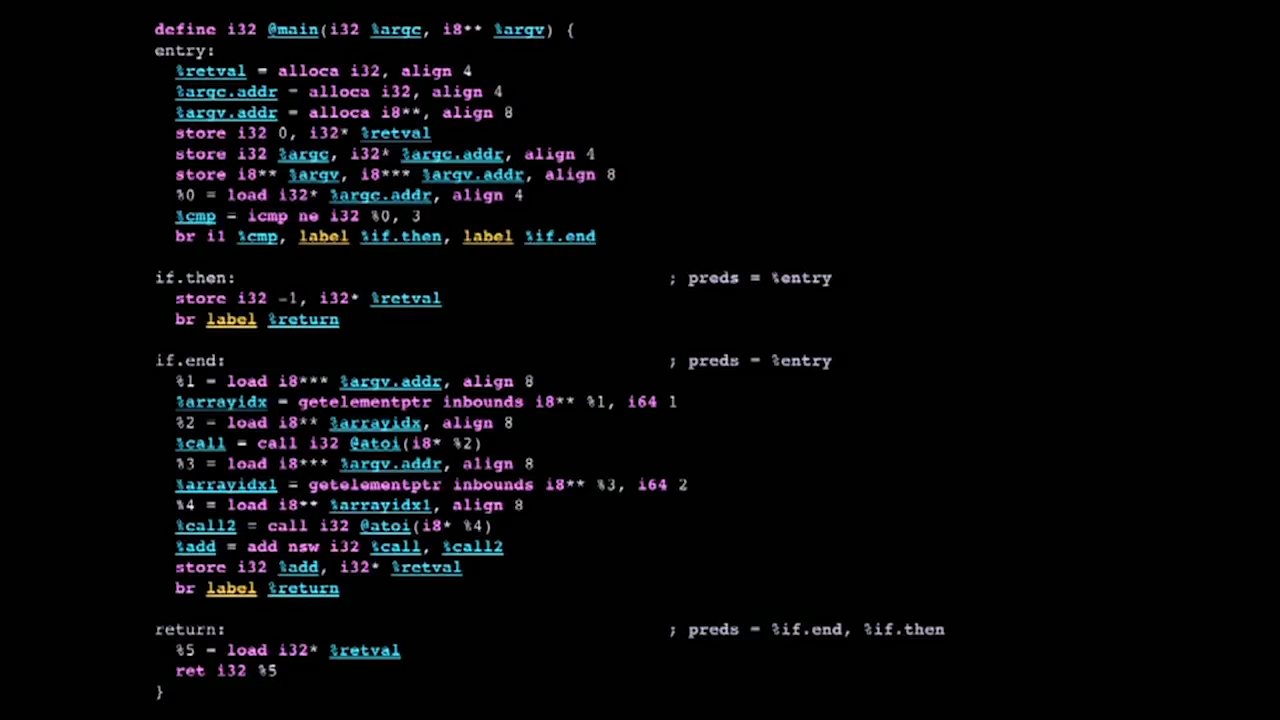 define i32 @main(i32 %argc, i8** %argv) {
entry:
  %retval = alloca i32, align 4
  %argc.addr = alloca i32, align 4
  %argv.addr = alloca i8**, align 8
  store i32 0, i32* %retval
  store i32 %argc, i32* %argc.addr, align 4
  store i8** %argv, i8*** %argv.addr, align 8
  %0 = load i32* %argc.addr, align 4
  %cmp = icmp ne i32 %0, 3
  br i1 %cmp, label %if.then, label %if.end
if.then:                                          ; preds = %entry
  store i32 -1, i32* %retval
  br label %return
if.end:                                           ; preds = %entry
  %1 = load i8*** %argv.addr, align 8
  %arrayidx = getelementptr inbounds i8** %1, i64 1
  %2 = load i8** %arrayidx, align 8
  %call = call i32 @atoi(i8* %2)
  %3 = load i8*** %argv.addr, align 8
  %arrayidx1 = getelementptr inbounds i8** %3, i64 2
  %4 = load i8** %arrayidx1, align 8
  %call2 = call i32 @atoi(i8* %4)
  %add = add nsw i32 %call, %call2
  store i32 %add, i32* %retval
  br label %return
return:                                           ; preds = %if.end, %if.then
  %5 = load i32* %retval
  ret i32 %5
}